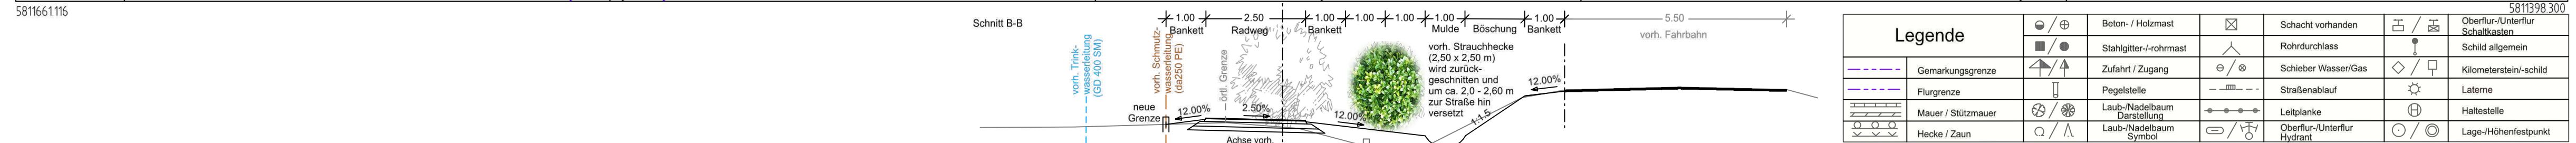 5811661.116
5811398.300
Schnitt B-B
1.00
2.50
1.00
1.00
1.00
1.00
1.00
5.50
Bankett
Radweg
Bankett
Mulde
Böschung
Bankett
vorh. Fahrbahn
vorh. Trink-
wasserleitung
(GD 400 SM)
vorh. Schmutz-
wasserleitung
(da250 PE)
örtl. Grenze
vorh. Strauchhecke
(2,50 x 2,50 m)
wird zurück-
geschnitten und
um ca. 2,0 - 2,60 m
zur Straße hin
versetzt
neue
Grenze
12.00%
2.50%
12.00%
1:1.5
12.00%
Achse vorh.
Legende
Gemarkungsgrenze
Flurgrenze
Mauer / Stützmauer
Hecke / Zaun
Beton- / Holzmast
Stahlgitter-/-rohrmast
Zufahrt / Zugang
Pegelstelle
Laub-/Nadelbaum
Darstellung
Laub-/Nadelbaum
Symbol
Schacht vorhanden
Rohrdurchlass
Schieber Wasser/Gas
Straßenablauf
Leitplanke
Oberflur-/Unterflur
Hydrant
Oberflur-/Unterflur
Schaltkasten
Schild allgemein
Kilometerstein/-schild
Laterne
Haltestelle
Lage-/Höhenfestpunkt